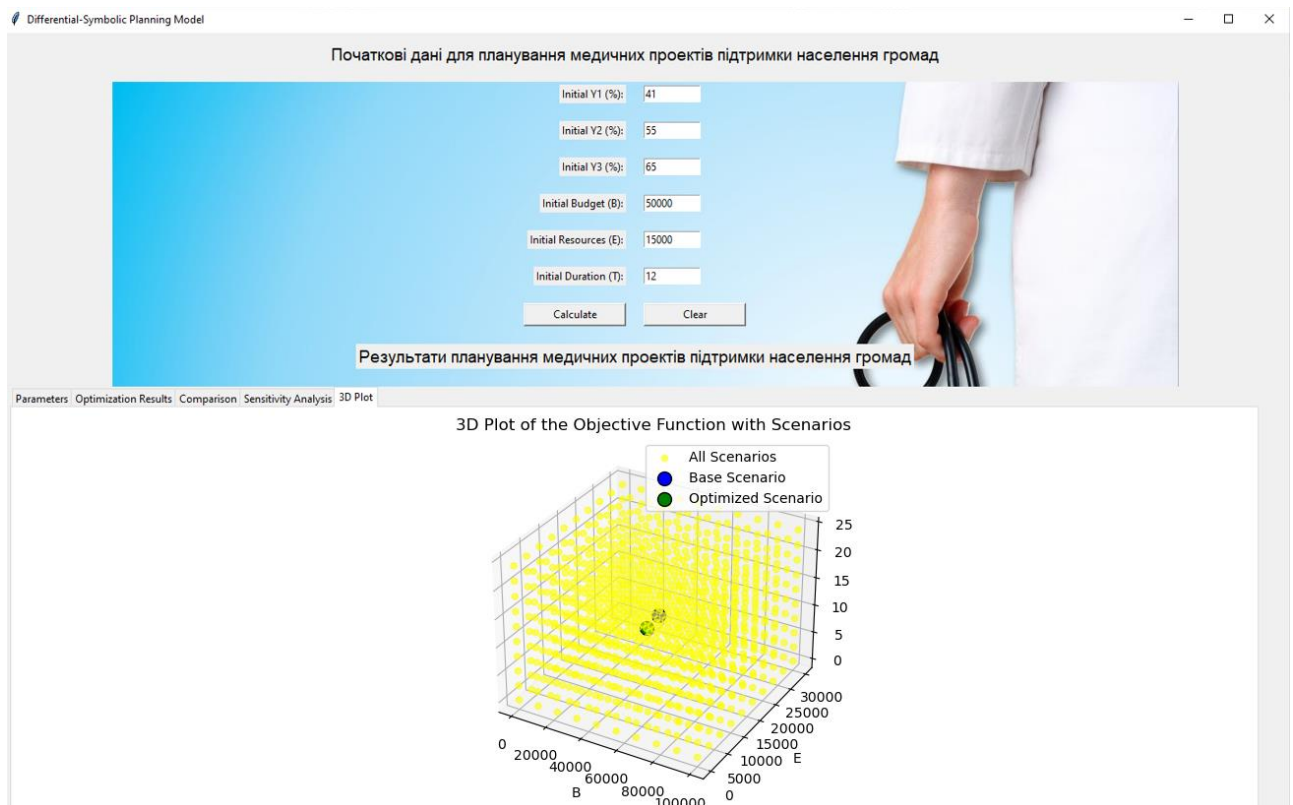 Differential-Symbolic Planning Model
Початкові дані для планування медичних проектів підтримки населення громад
Initial Y1 (%): 41
Initial Y2 (%): 55
Initial Y3 (%): 65
Initial Budget (B): 50000
Initial Resources (E): 15000
Initial Duration (T): 12
Calculate Clear
Результати планування медичних проектів підтримки населення громад
Parameters Optimization Results Comparison Sensitivity Analysis 3D Plot
3D Plot of the Objective Function with Scenarios
All Scenarios
Base Scenario
Optimized Scenario
25
20
15
10
5
0
30000
25000
20000
15000
10000 E
5000
0
0
20000
40000
60000
80000
100000
B